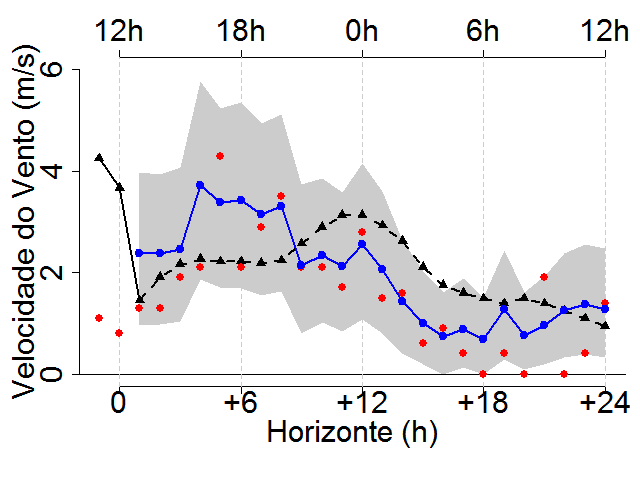 12h 18h 0h 6h 12h
Velocidade do Vento (m/s)
6
4
2
0
0 +6 +12 +18 +24
Horizonte (h)